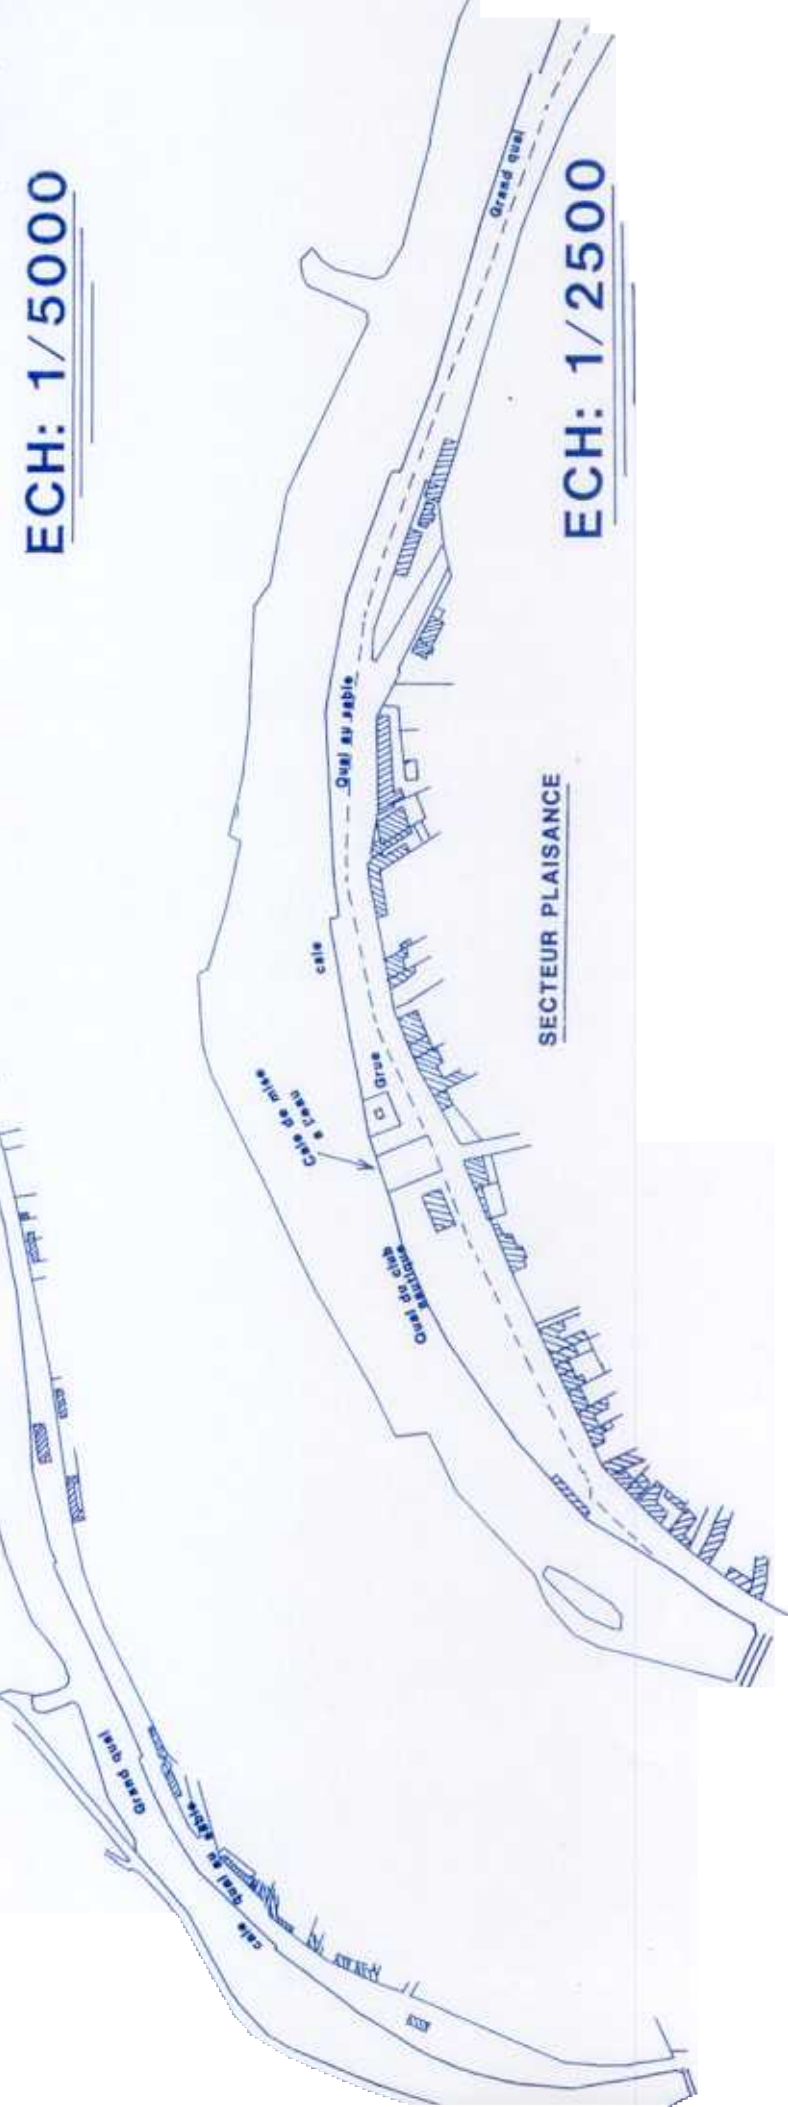 ECH: 1/5000
ECH: 1/2500
Grand quai
Quai au sable
SECTEUR PLAISANCE
cale
Grue
Cale de mise
a l'eau
Quai du club
nautique
Grand quai
quai au sable
cale